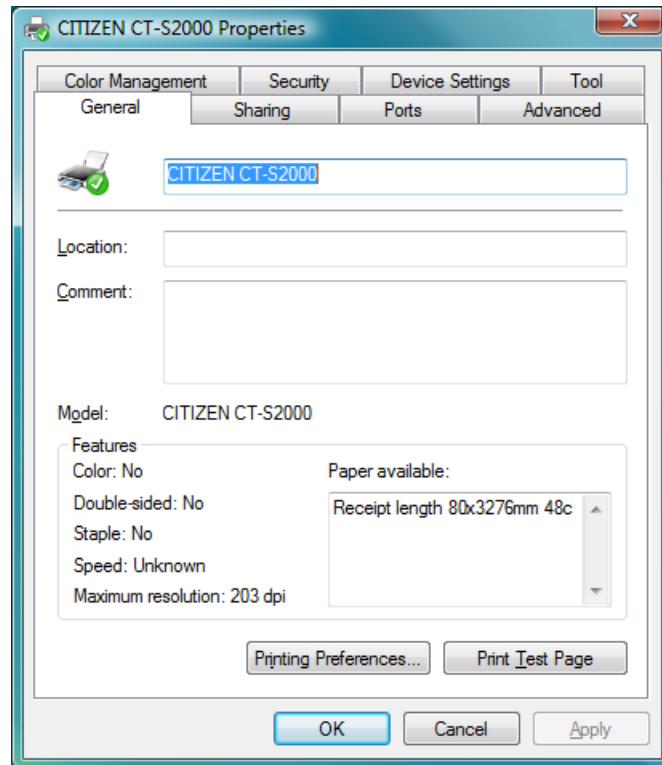 CITIZEN CT-S2000 Properties
Color Management Security Device Settings Tool
General Sharing Ports Advanced
CITIZEN CT-S2000
Location:
Comment:
Model: CITIZEN CT-S2000
Features
Color: No
Double-sided: No
Staple: No
Speed: Unknown
Maximum resolution: 203 dpi
Paper available:
Receipt length 80x3276mm 48c
Printing Preferences... Print Test Page
OK Cancel Apply